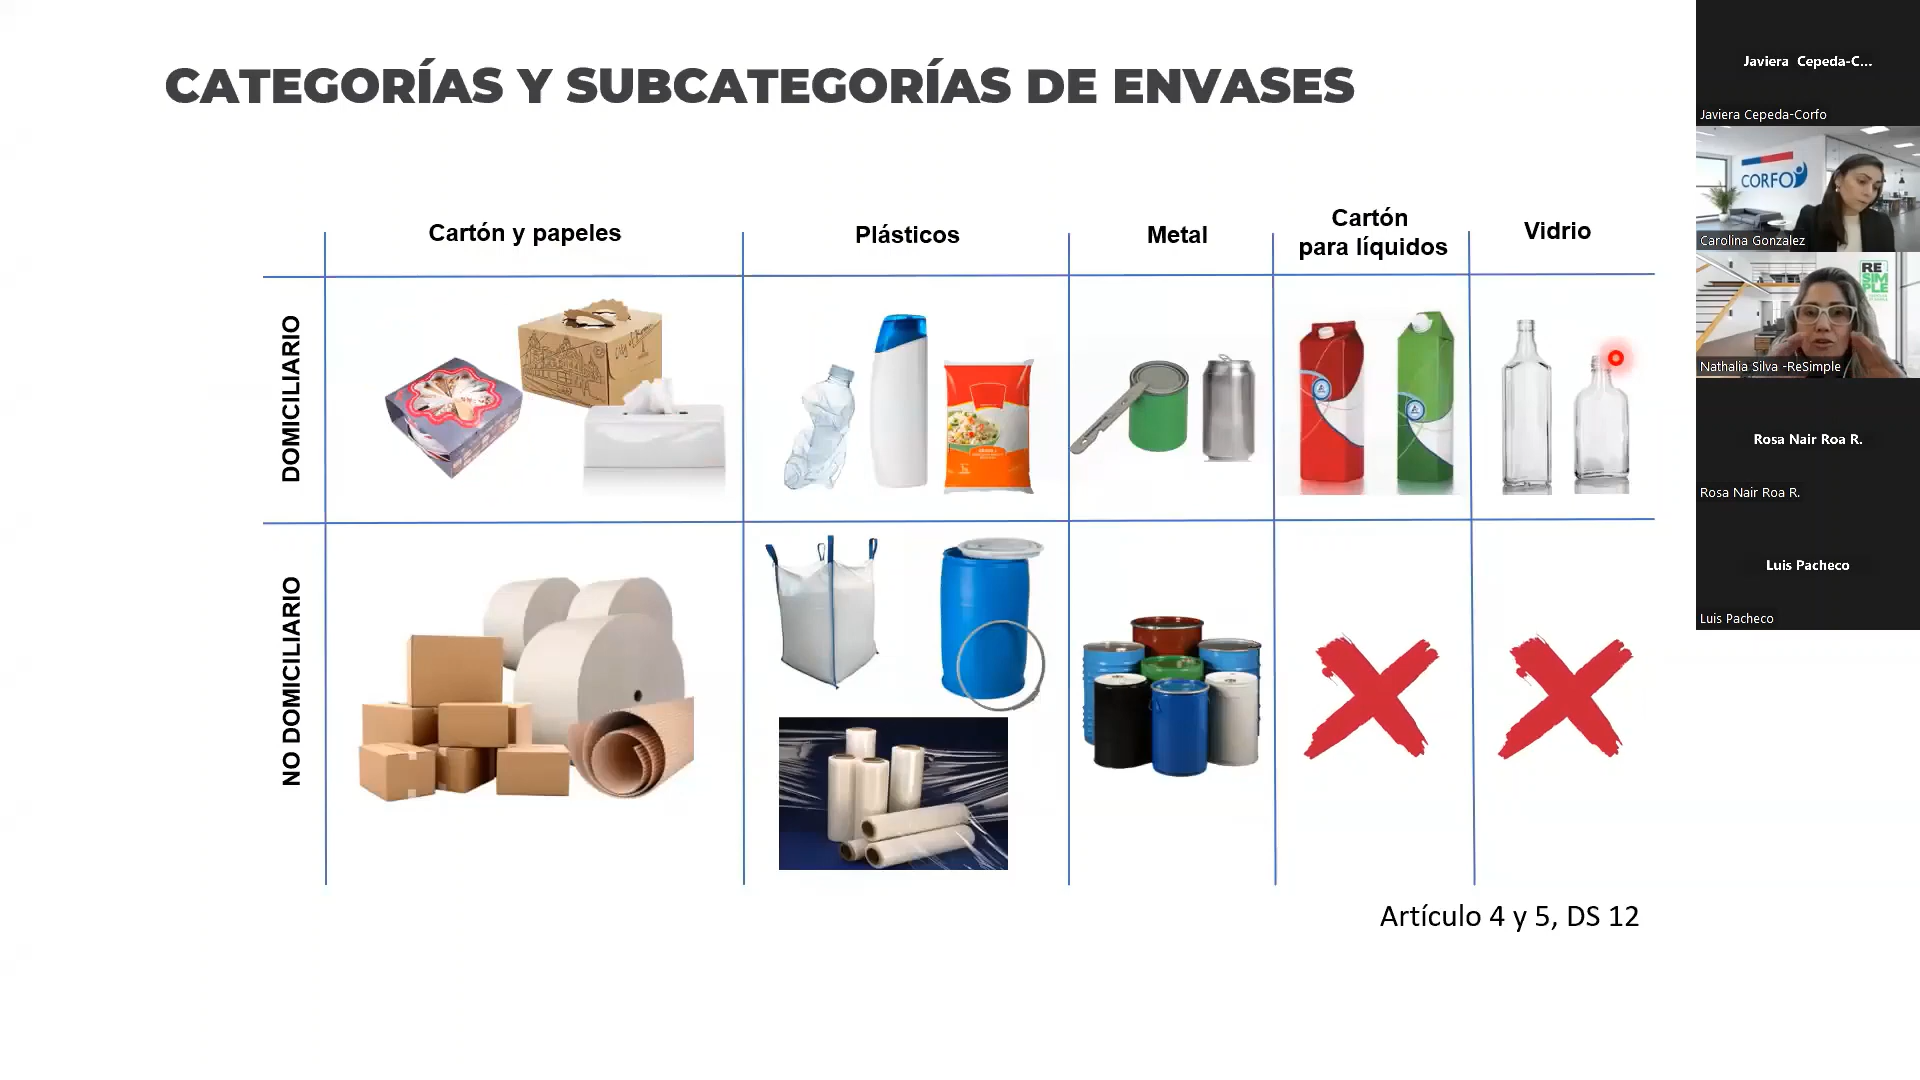 CATEGORÍAS Y SUBCATEGORÍAS DE ENVASES
Cartón y papeles
Plásticos
Metal
Cartón
para líquidos
Vidrio
DOMICILIARIO
NO DOMICILIARIO
Artículo 4 y 5, DS 12
Javiera Cepeda-C...
Javiera Cepeda-Corfo
CORFO
Carolina Gonzalez
RE
SIM
PLE
Nathalia Silva -ReSimple
Rosa Nair Roa R.
Rosa Nair Roa R.
Luis Pacheco
Luis Pacheco